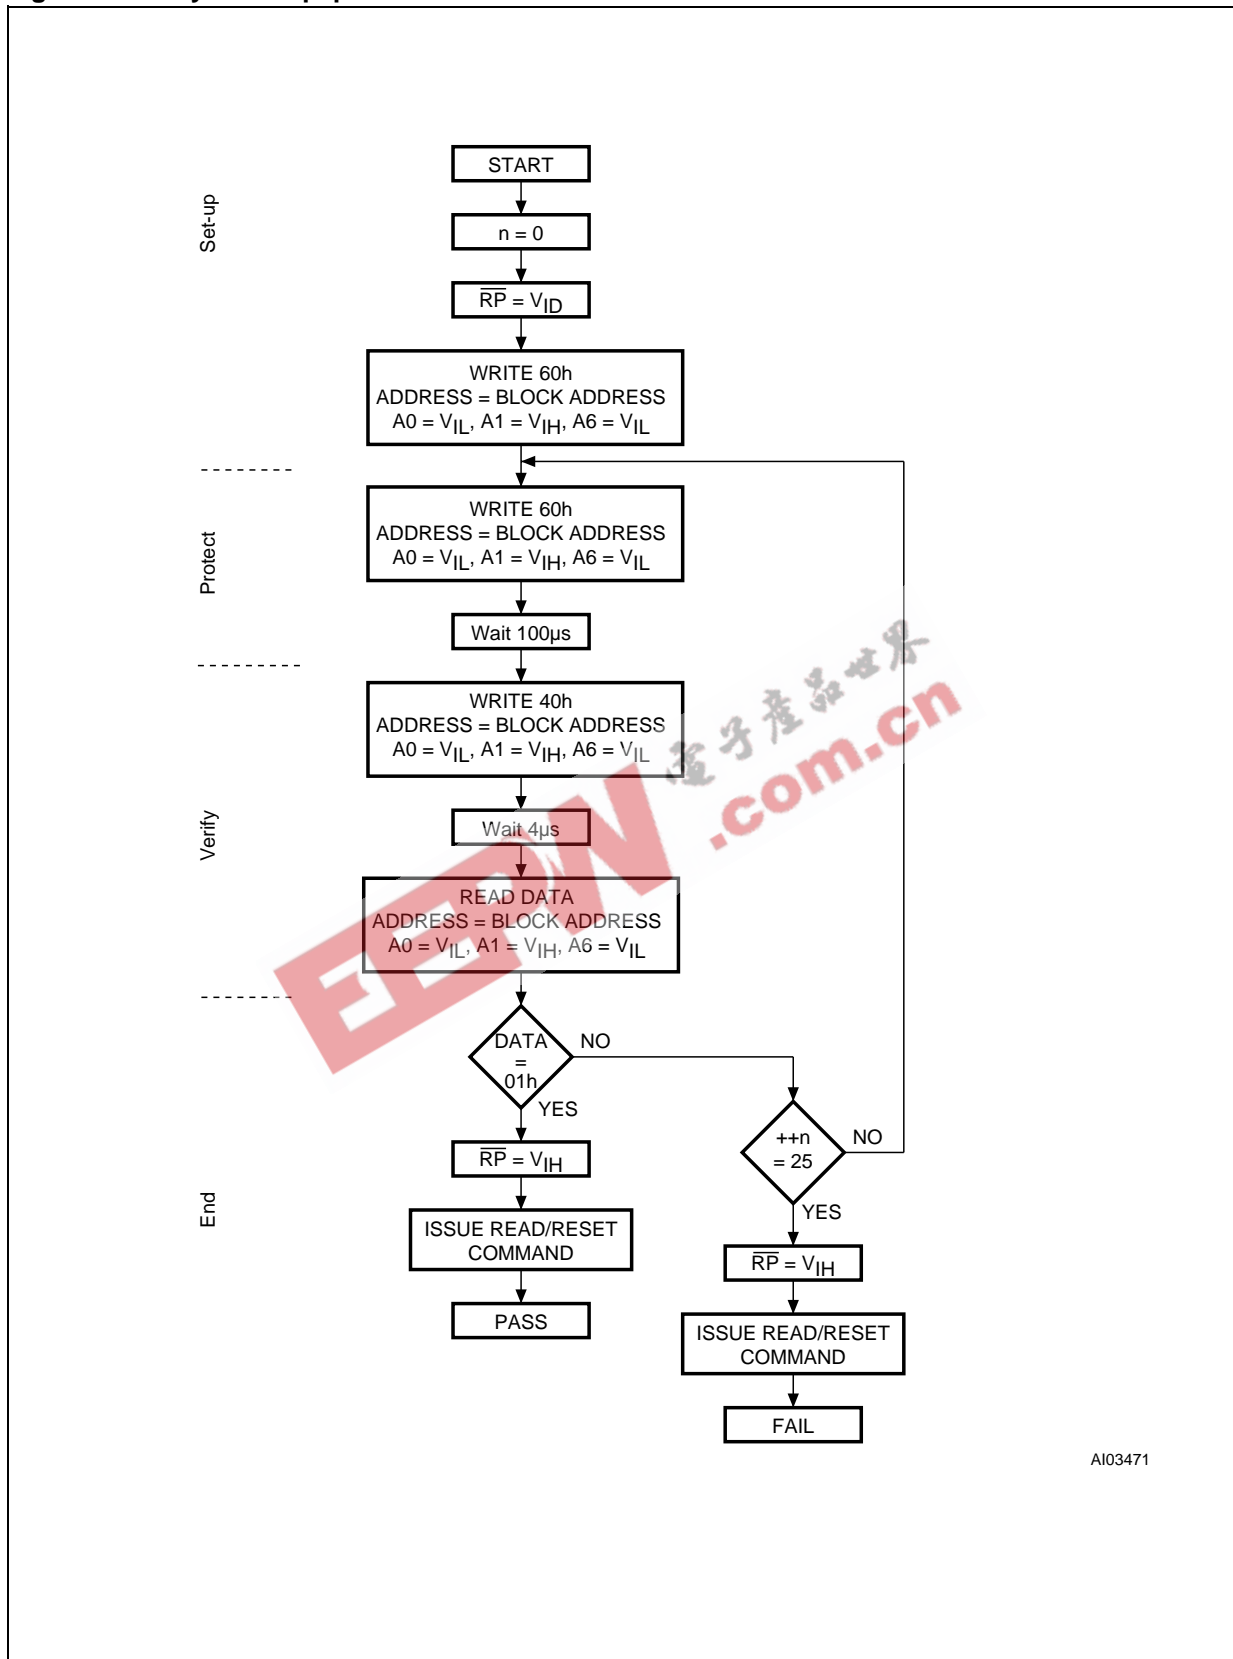 START
Set-up
n = 0
RP = VID
WRITE 60h
ADDRESS = BLOCK ADDRESS
A0 = VIL, A1 = VIH, A6 = VIL
Protect
WRITE 60h
ADDRESS = BLOCK ADDRESS
A0 = VIL, A1 = VIH, A6 = VIL
Wait 100µs
WRITE 40h
ADDRESS = BLOCK ADDRESS
A0 = VIL, A1 = VIH, A6 = VIL
Verify
Wait 4µs
READ DATA
ADDRESS = BLOCK ADDRESS
A0 = VIL, A1 = VIH, A6 = VIL
DATA
=
01h
NO
YES
++n
= 25
NO
YES
End
RP = VIH
ISSUE READ/RESET
COMMAND
PASS
RP = VIH
ISSUE READ/RESET
COMMAND
FAIL
AI03471
EEPW
.com.cn
電子產品世界